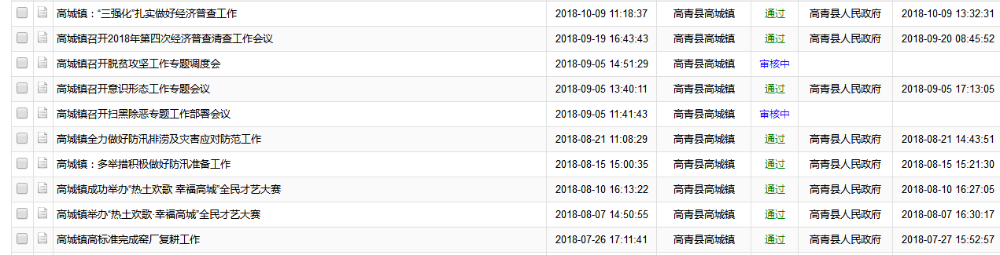 高城镇：“三强化”扎实做好经济普查工作 2018-10-09 11:18:37 高青县高城镇 通过 高青县人民政府 2018-10-09 13:32:31
高城镇召开2018年第四次经济普查清查工作会议 2018-09-19 16:43:43 高青县高城镇 通过 高青县人民政府 2018-09-20 08:45:52
高城镇召开脱贫攻坚工作专题调度会 2018-09-05 14:51:29 高青县高城镇 审核中
高城镇召开意识形态工作专题会议 2018-09-05 13:40:11 高青县高城镇 通过 高青县人民政府 2018-09-05 17:13:05
高城镇召开扫黑除恶专题工作部署会议 2018-09-05 11:41:43 高青县高城镇 审核中
高城镇全力做好防汛排涝及灾害应对防范工作 2018-08-21 11:08:29 高青县高城镇 通过 高青县人民政府 2018-08-21 14:43:51
高城镇：多举措积极做好防汛准备工作 2018-08-15 15:00:35 高青县高城镇 通过 高青县人民政府 2018-08-15 15:21:30
高城镇成功举办“热土欢歌 幸福高城”全民才艺大赛 2018-08-10 16:13:22 高青县高城镇 通过 高青县人民政府 2018-08-10 16:27:05
高城镇举办“热土欢歌·幸福高城”全民才艺大赛 2018-08-07 14:50:55 高青县高城镇 通过 高青县人民政府 2018-08-07 16:30:17
高城镇高标准完成窑厂复耕工作 2018-07-26 17:11:41 高青县高城镇 通过 高青县人民政府 2018-07-27 15:52:57